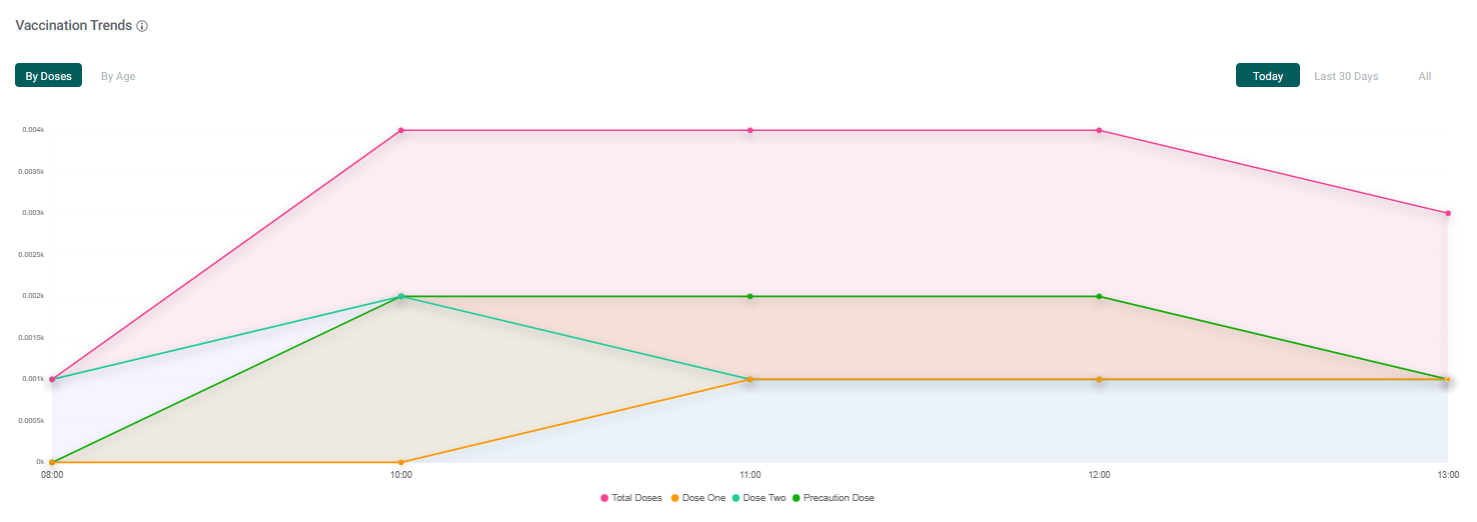 Vaccination Trends
By Doses By Age Today Last 30 Days All
0.004k
0.0035k
0.003k
0.0025k
0.002k
0.0015k
0.001k
0.0005k
0k
08:00 10:00 11:00 12:00 13:00
Total Doses Dose One Dose Two Precaution Dose